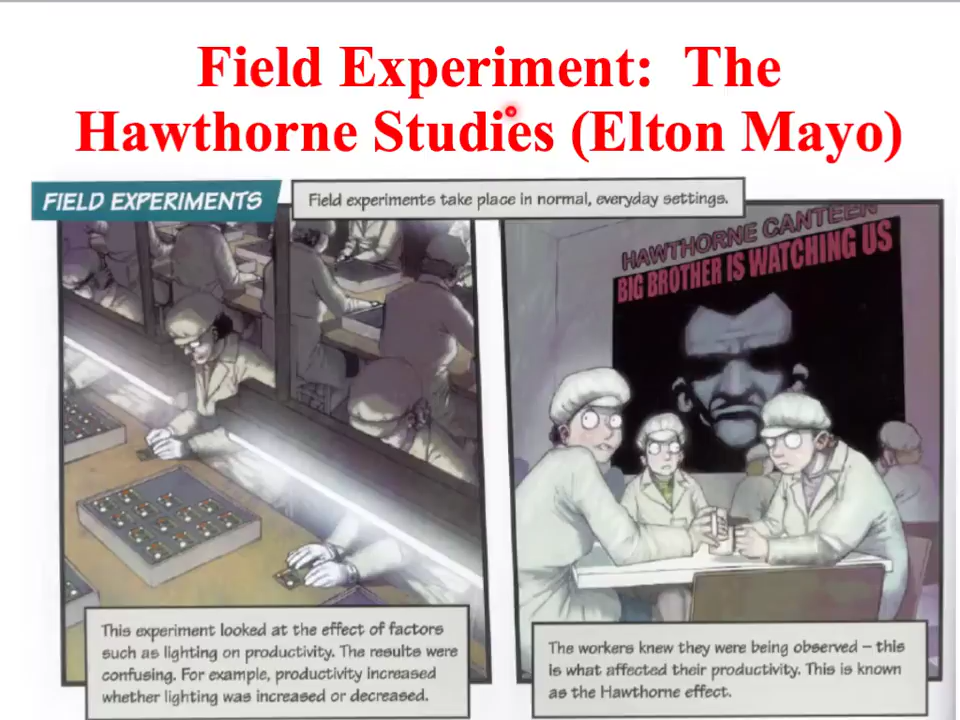 Field Experiment: The
Hawthorne Studies (Elton Mayo)
FIELD EXPERIMENTS
Field experiments take place in normal, everyday settings.
HAWTHORNE CANTEEN
BIG BROTHER IS WATCHING US
This experiment looked at the effect of factors
such as lighting on productivity. The results were
confusing. For example, productivity increased
whether lighting was increased or decreased.
The workers knew they were being observed – this
is what affected their productivity. This is known
as the Hawthorne effect.